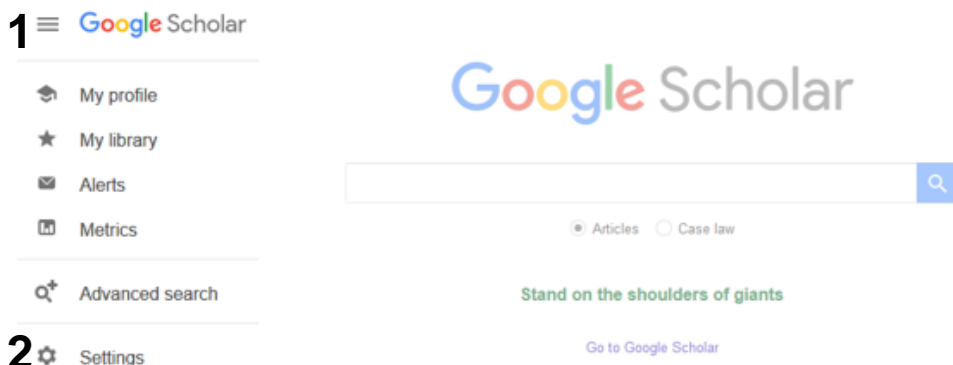 1 Google Scholar
My profile
My library
Alerts
Metrics
Advanced search
2 Settings
Google Scholar
Articles Case law
Stand on the shoulders of giants
Go to Google Scholar